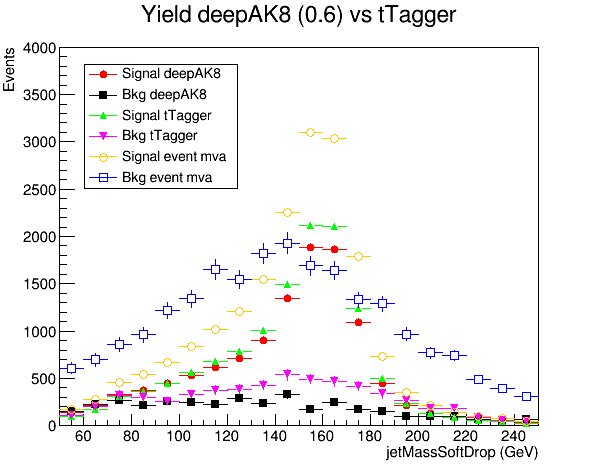 Yield deepAK8 (0.6) vs tTagger
Events
4000
3500
3000
2500
2000
1500
1000
500
0
Signal deepAK8
Bkg deepAK8
Signal tTagger
Bkg tTagger
Signal event mva
Bkg event mva
60 80 100 120 140 160 180 200 220 240
jetMassSoftDrop (GeV)